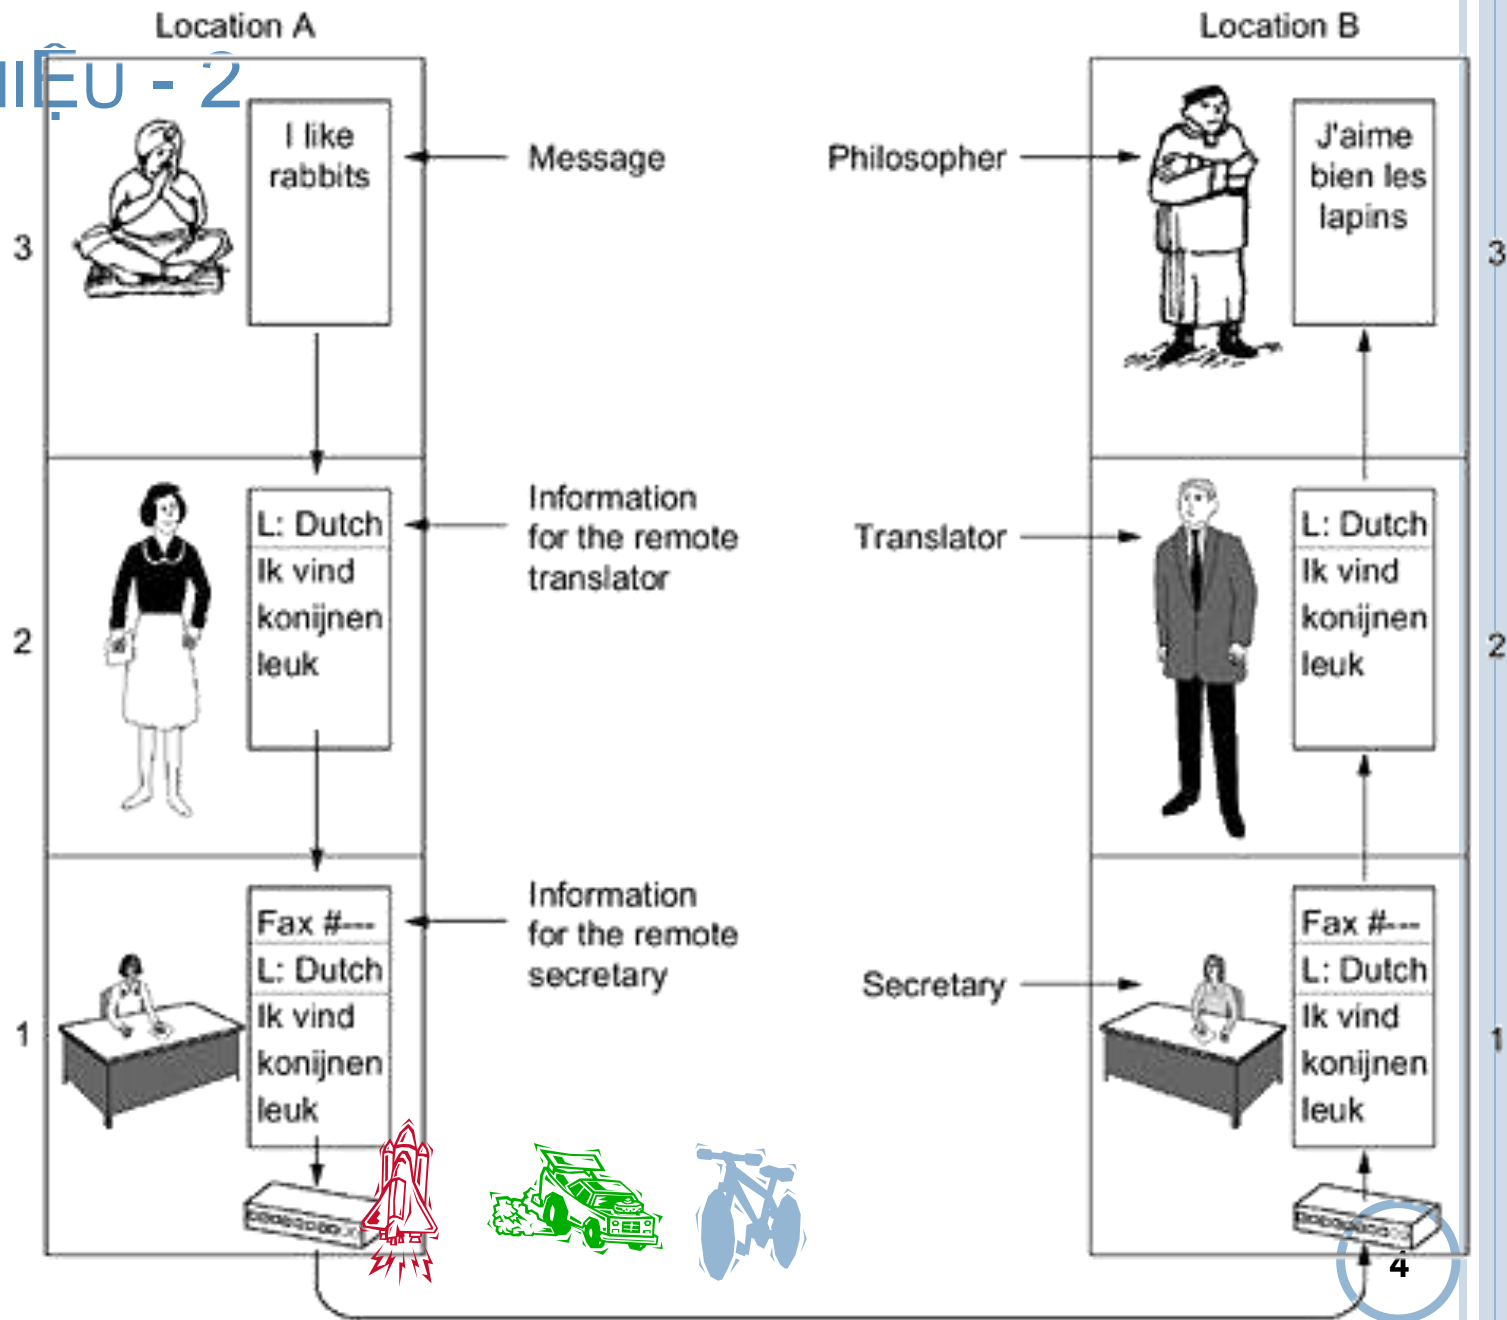 Location A
Location B
IỆU - 2
I like
rabbits
Message
Philosopher
J'aime
bien les
lapins
3
3
L: Dutch
Ik vind
konijnen
leuk
Information
for the remote
translator
Translator
L: Dutch
Ik vind
konijnen
leuk
2
2
Fax #---
L: Dutch
Ik vind
konijnen
leuk
Information
for the remote
secretary
Secretary
Fax #---
L: Dutch
Ik vind
konijnen
leuk
1
1
4